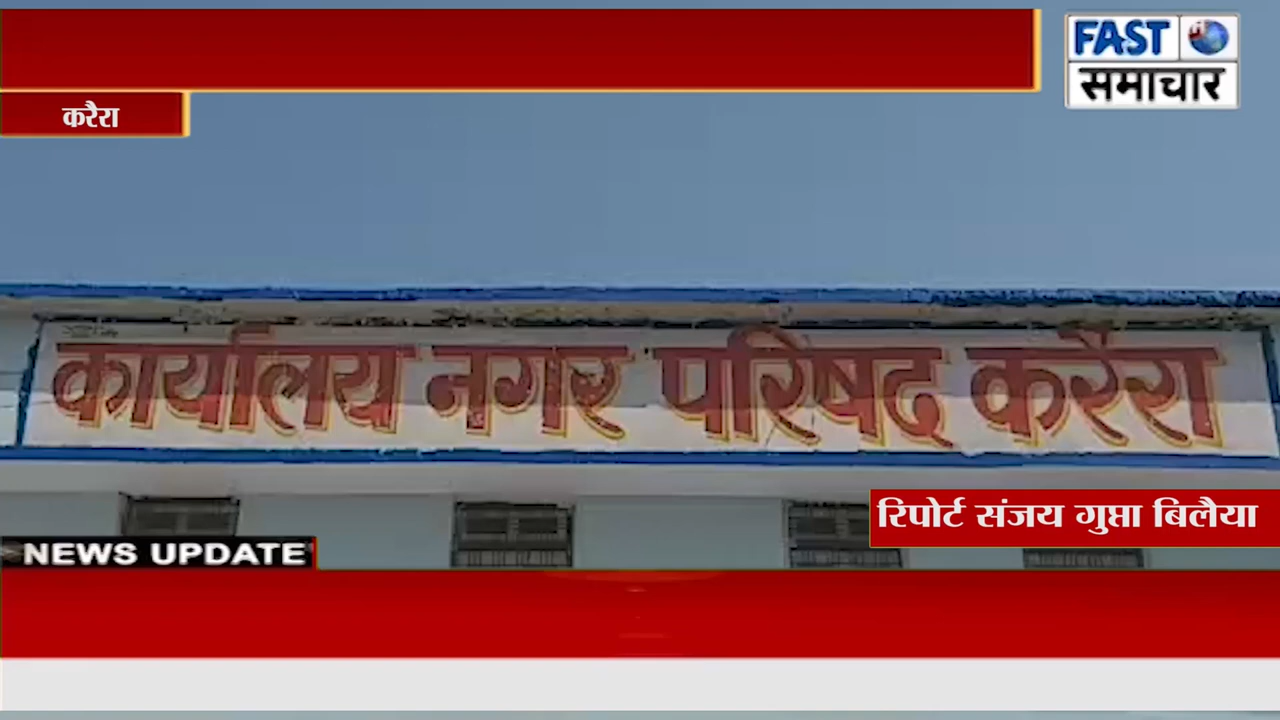 FAST
समाचार
करैरा
कार्यालय नगर परिषद करैरा
रिपोर्ट संजय गुप्ता बिलैया
NEWS UPDATE